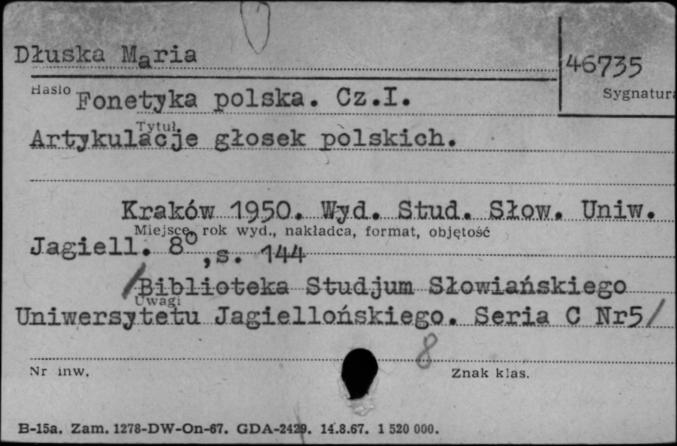 Dłuska Maria
46735
Hasło
Sygnatura
Fonetyka polska. Cz.I.
Tytuł
Artykulacje głosek polskich.
Kraków 1950. Wyd. Stud. Słow. Uniw.
Miejsce, rok wyd., nakładca, format, objętość
Jagiell. 8⁰, s. 144
/Biblioteka Studjum Słowiańskiego
Uwagi
Uniwersytetu Jagiellońskiego. Seria C Nr5/
8
Nr inw.
Znak klas.
B-15a. Zam. 1278-DW-On-67. GDA-2429. 14.8.67. 1 520 000.